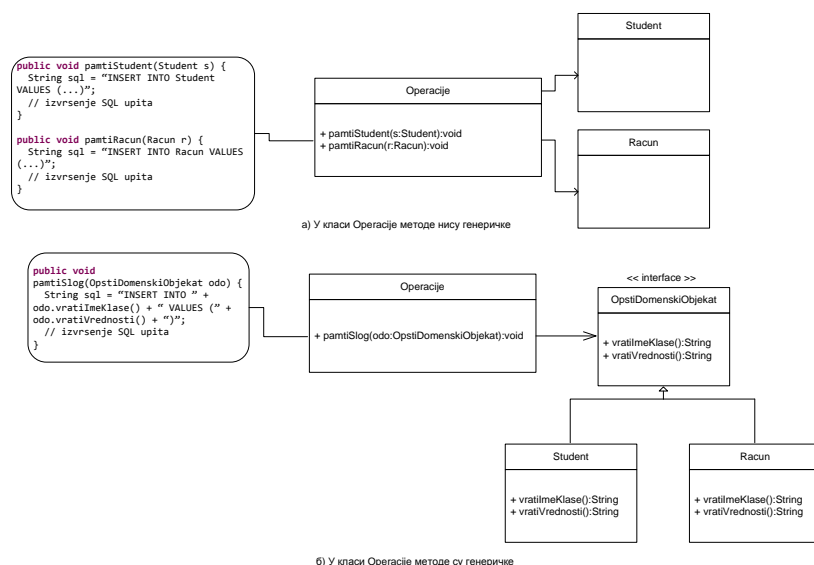 public void pamtiStudent(Student s) {
String sql = “INSERT INTO Student
VALUES (...)”;
// izvrsenje SQL upita
}
public void pamtiRacun(Racun r) {
String sql = “INSERT INTO Racun VALUES
(...)”;
// izvrsenje SQL upita
}
Operacije
+ pamtiStudent(s:Student):void
+ pamtiRacun(r:Racun):void
Student
Racun
а) У класи Operacije методе нису генеричке
public void
pamtiSlog(OpstiDomenskiObjekat odo) {
String sql = “INSERT INTO ” +
odo.vratiImeKlase() + “ VALUES (” +
odo.vratiVrednosti() + “)”;
// izvrsenje SQL upita
}
Operacije
+ pamtiSlog(odo:OpstiDomenskiObjekat):void
<< interface >>
OpstiDomenskiObjekat
+ vratiImeKlase():String
+ vratiVrednosti():String
Student
+ vratiImeKlase():String
+ vratiVrednosti():String
Racun
+ vratiImeKlase():String
+ vratiVrednosti():String
б) У класи Operacije методе су генеричке